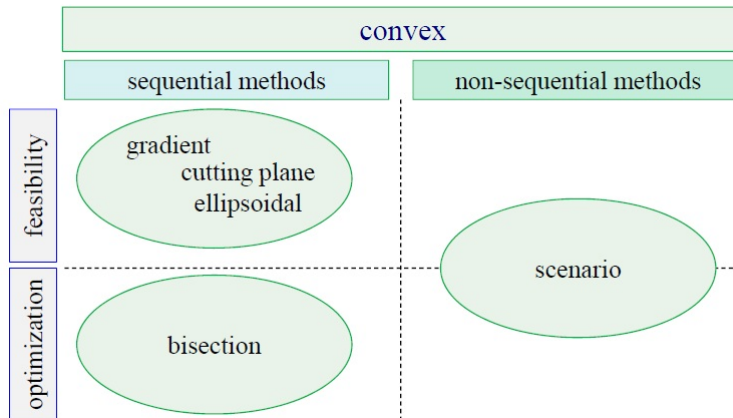 convex
sequential methods
non-sequential methods
feasibility
gradient
cutting plane
ellipsoidal
scenario
optimization
bisection